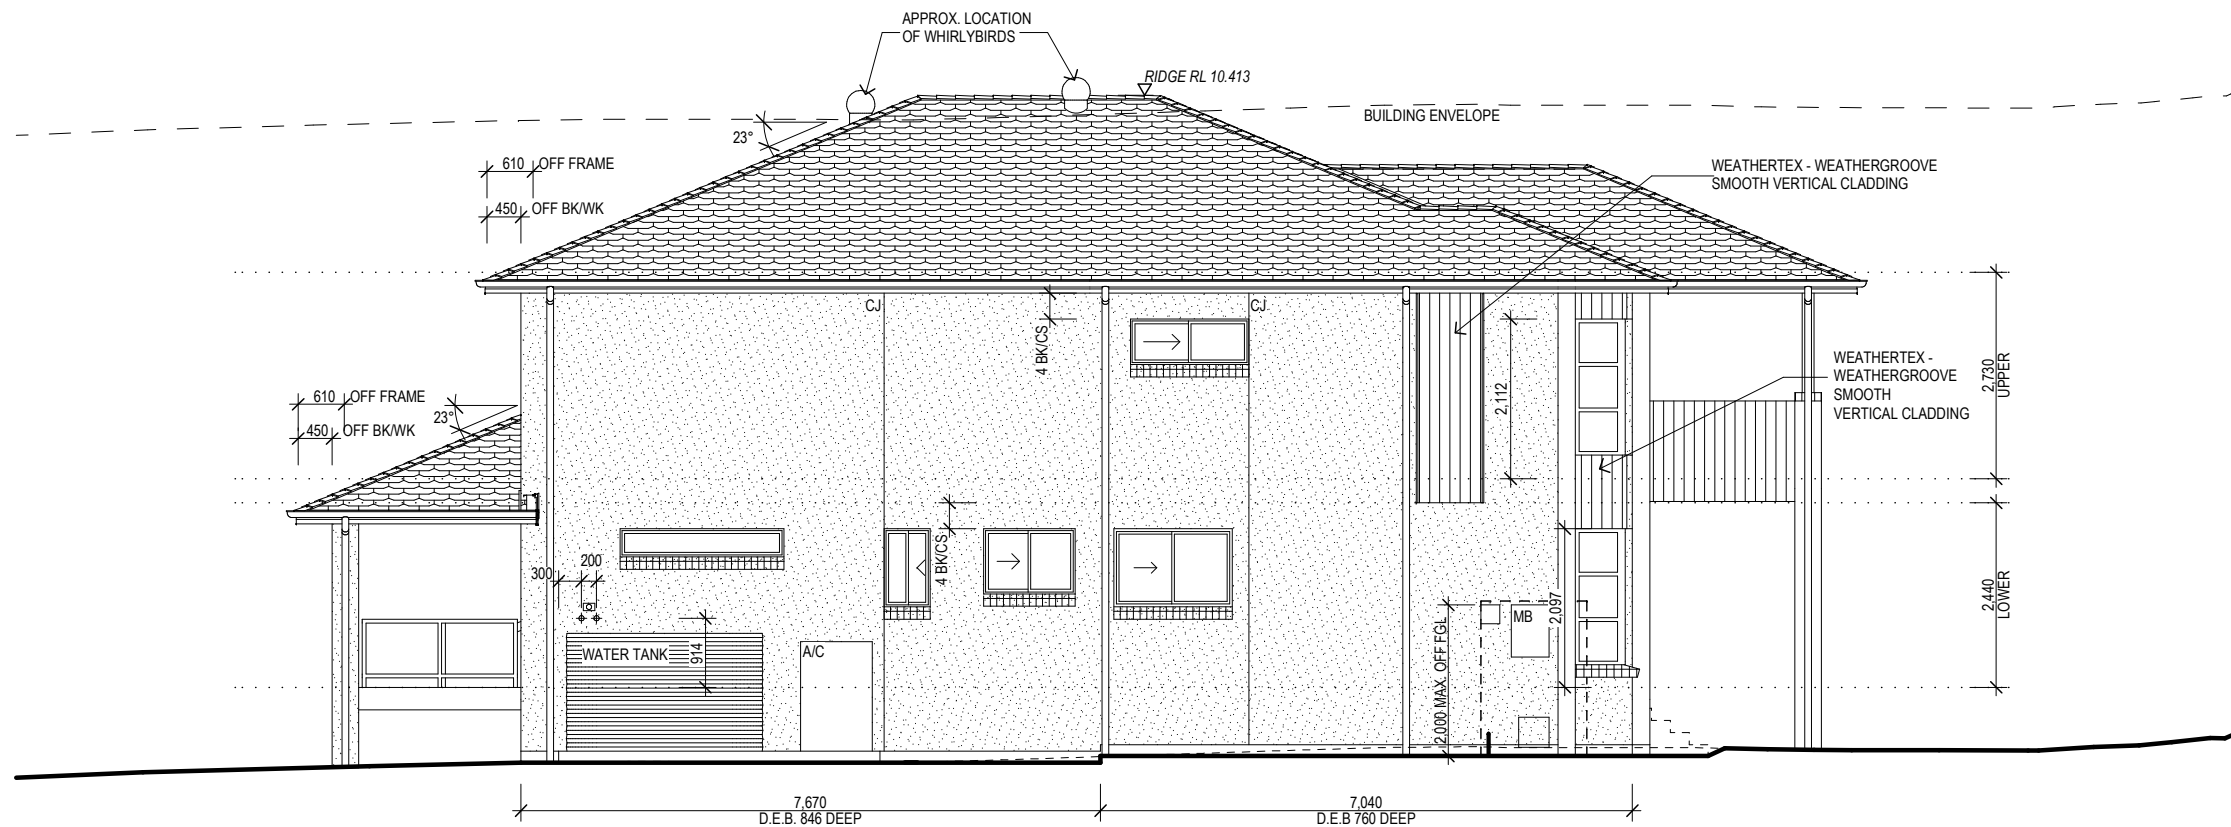 APPROX. LOCATION
OF WHIRLYBIRDS
RIDGE RL 10.413
BUILDING ENVELOPE
23°
610 OFF FRAME
450 OFF BK/WK
WEATHERTEX - WEATHERGROOVE
SMOOTH VERTICAL CLADDING
CJ
CJ
4 BK/CS
2,112
WEATHERTEX -
WEATHERGROOVE
SMOOTH
VERTICAL CLADDING
2,730
UPPER
610 OFF FRAME
23°
450 OFF BK/WK
4 BK/CS
300
200
WATER TANK
914
A/C
2,000 MAX. OFF FGL
MB
2,097
2,440
LOWER
7,670
D.E.B. 846 DEEP
7,040
D.E.B 760 DEEP